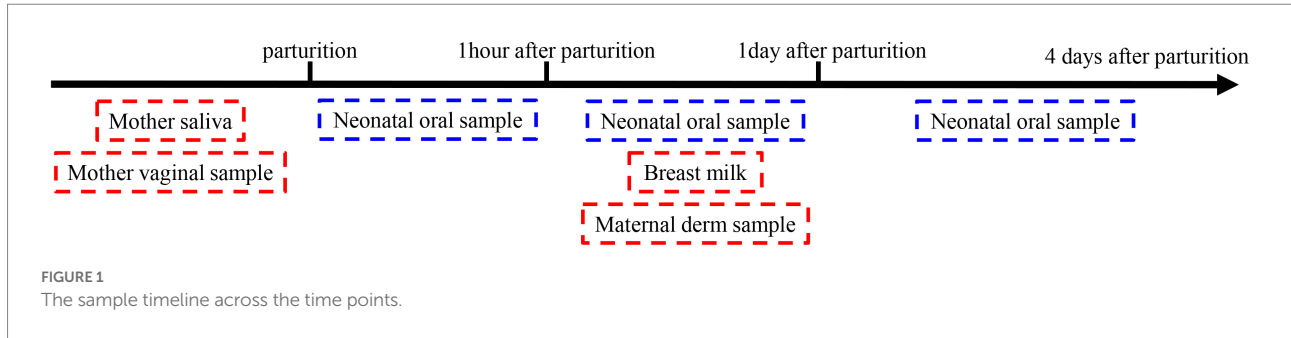 parturition
1hour after parturition
1day after parturition
4 days after parturition
Mother saliva
Neonatal oral sample
Neonatal oral sample
Neonatal oral sample
Mother vaginal sample
Breast milk
Maternal derm sample
FIGURE 1
The sample timeline across the time points.